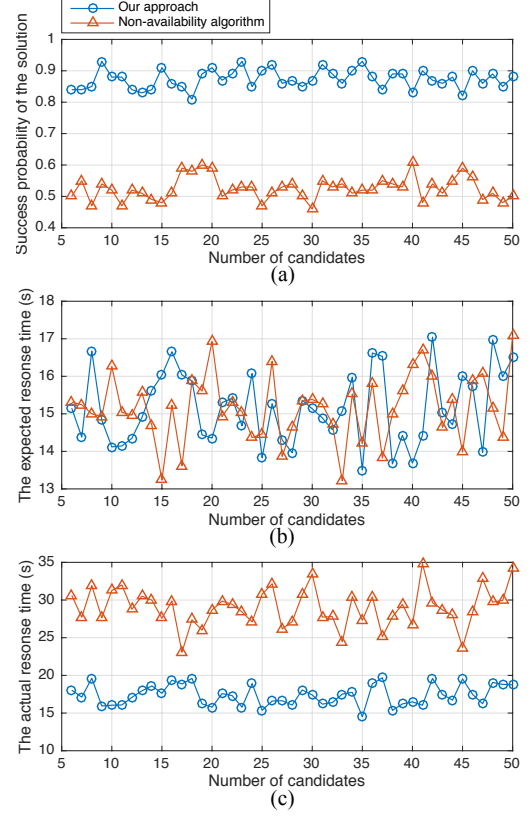 Our approach
Non-availability algorithm
Success probability of the solution
1
0.9
0.8
0.7
0.6
0.5
0.4
5 10 15 20 25 30 35 40 45 50
Number of candidates
(a)
The expected resonse time (s)
18
17
16
15
14
13
5 10 15 20 25 30 35 40 45 50
Number of candidates
(b)
The actual resonse time (s)
35
30
25
20
15
10
5 10 15 20 25 30 35 40 45 50
Number of candidates
(c)